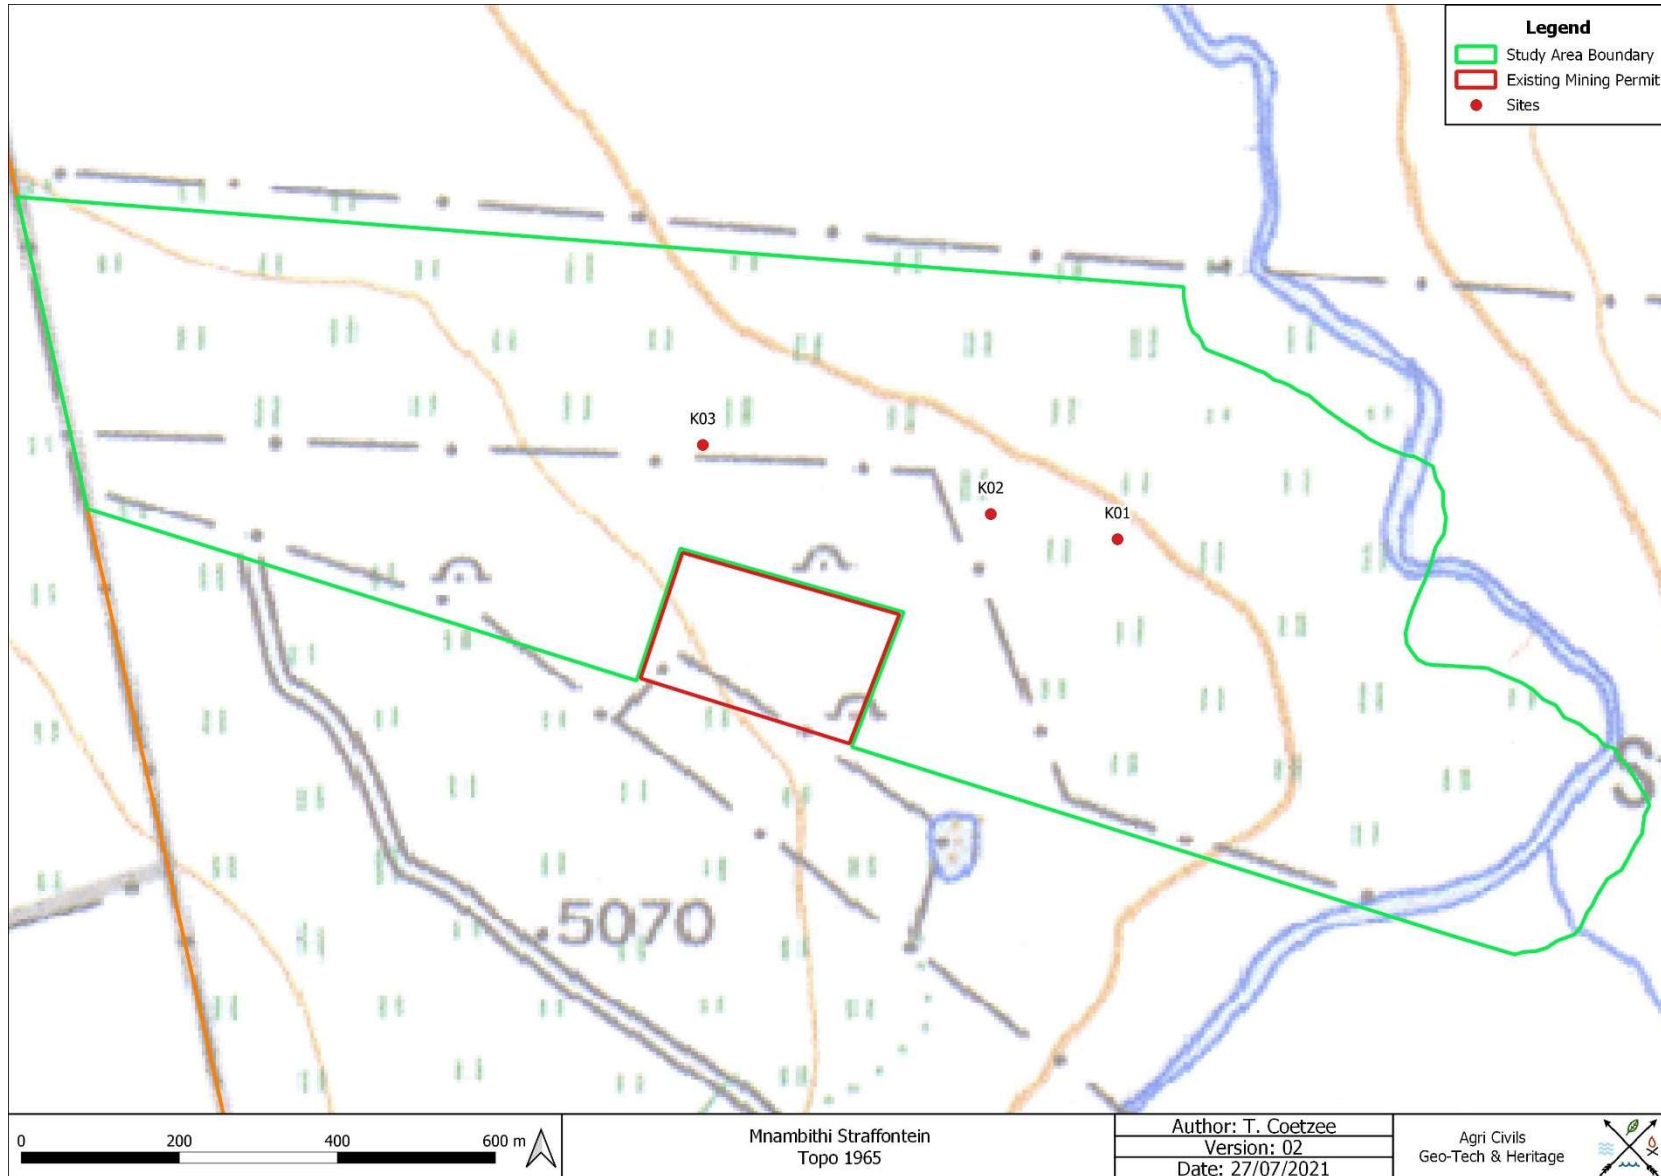 Legend
Study Area Boundary
Existing Mining Permit
Sites
K03
K02
K01
5070
0 200 400 600 m
Mnambithi Straffontein
Topo 1965
Author: T. Coetzee
Version: 02
Date: 27/07/2021
Agri Civils
Geo-Tech & Heritage